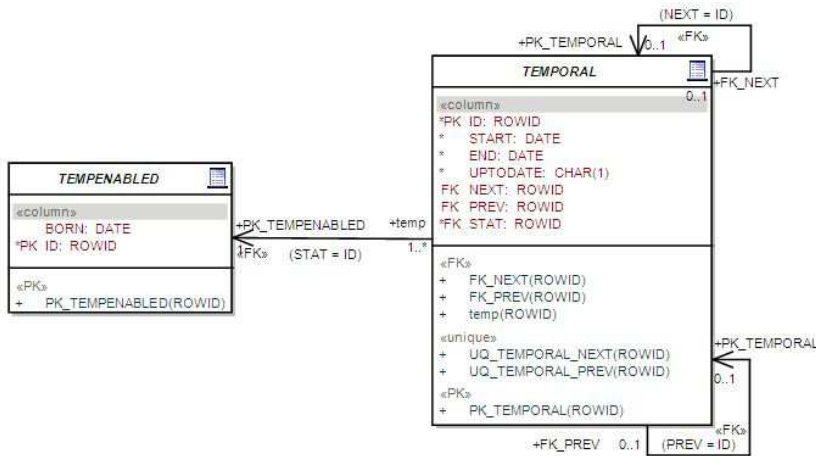 (NEXT = ID)
+PK_TEMPORAL 0..1 «FK»
TEMPORAL
+FK_NEXT
0..1
«column»
*PK ID: ROWID
* START: DATE
* END: DATE
* UPTODATE: CHAR(1)
FK NEXT: ROWID
FK PREV: ROWID
*FK STAT: ROWID
TEMPENABLED
«column»
BORN: DATE
*PK ID: ROWID
«PK»
+ PK_TEMPENABLED(ROWID)
+PK_TEMPENABLED +temp
1 «FK» (STAT = ID) 1..*
«FK»
+ FK_NEXT(ROWID)
+ FK_PREV(ROWID)
+ temp(ROWID)
«unique»
+ UQ_TEMPORAL_NEXT(ROWID)
+ UQ_TEMPORAL_PREV(ROWID)
«PK»
+ PK_TEMPORAL(ROWID)
+PK_TEMPORAL
0..1
«FK»
+FK_PREV 0..1 (PREV = ID)